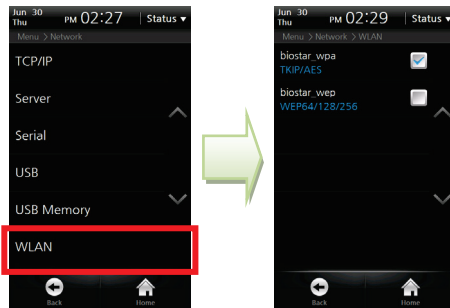 Jun 30
Thu
PM 02:27
Status ▼
Menu > Network
TCP/IP
Server
Serial
USB
USB Memory
WLAN
Back
Home
Jun 30
Thu
PM 02:29
Status ▼
Menu > Network > WLAN
biostar_wpa
TKIP/AES
biostar_wep
WEP64/128/256
Back
Home